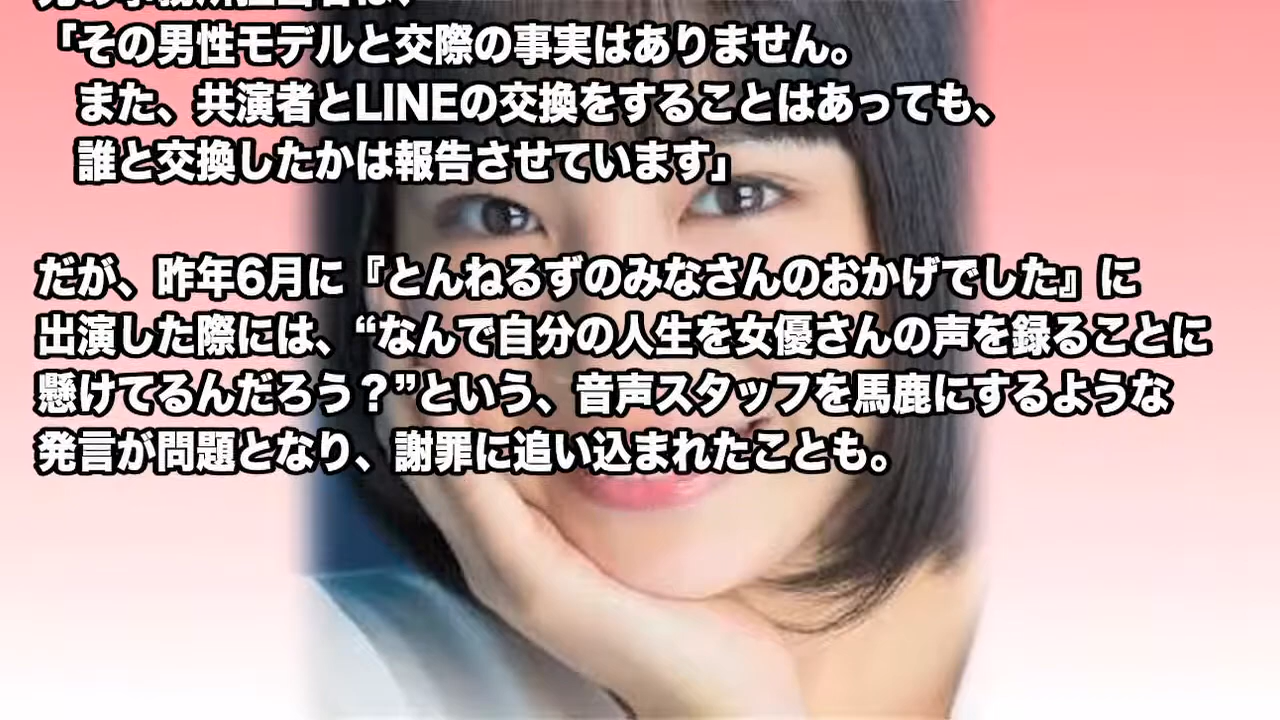 「その男性モデルと交際の事実はありません。
また、共演者とLINEの交換をすることはあっても、
誰と交換したかは報告させています」
だが、昨年6月に『とんねるずのみなさんのおかげでした』に
出演した際には、“なんで自分の人生を女優さんの声を録ることに
懸けてるんだろう？”という、音声スタッフを馬鹿にするような
発言が問題となり、謝罪に追い込まれたことも。